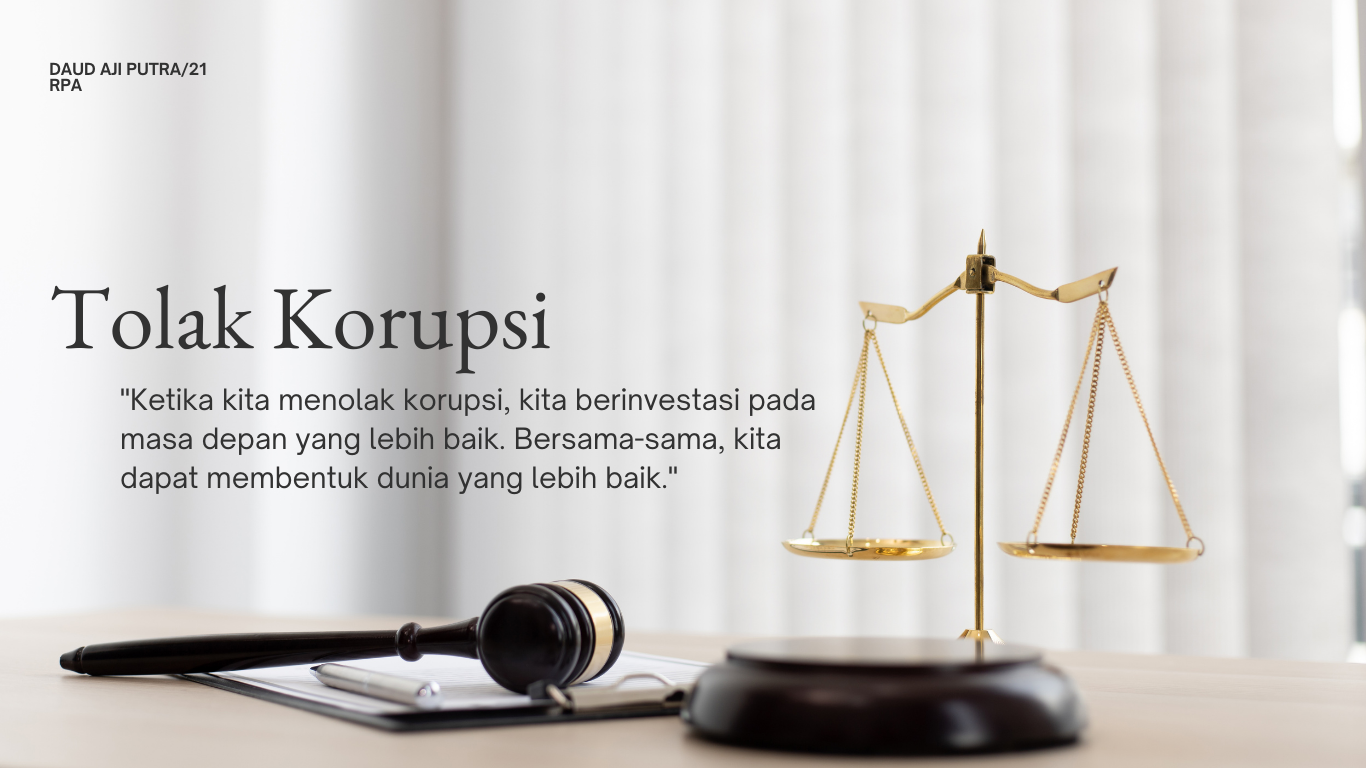 DAUD AJI PUTRA/21
RPA
Tolak Korupsi
"Ketika kita menolak korupsi, kita berinvestasi pada
masa depan yang lebih baik. Bersama-sama, kita
dapat membentuk dunia yang lebih baik."